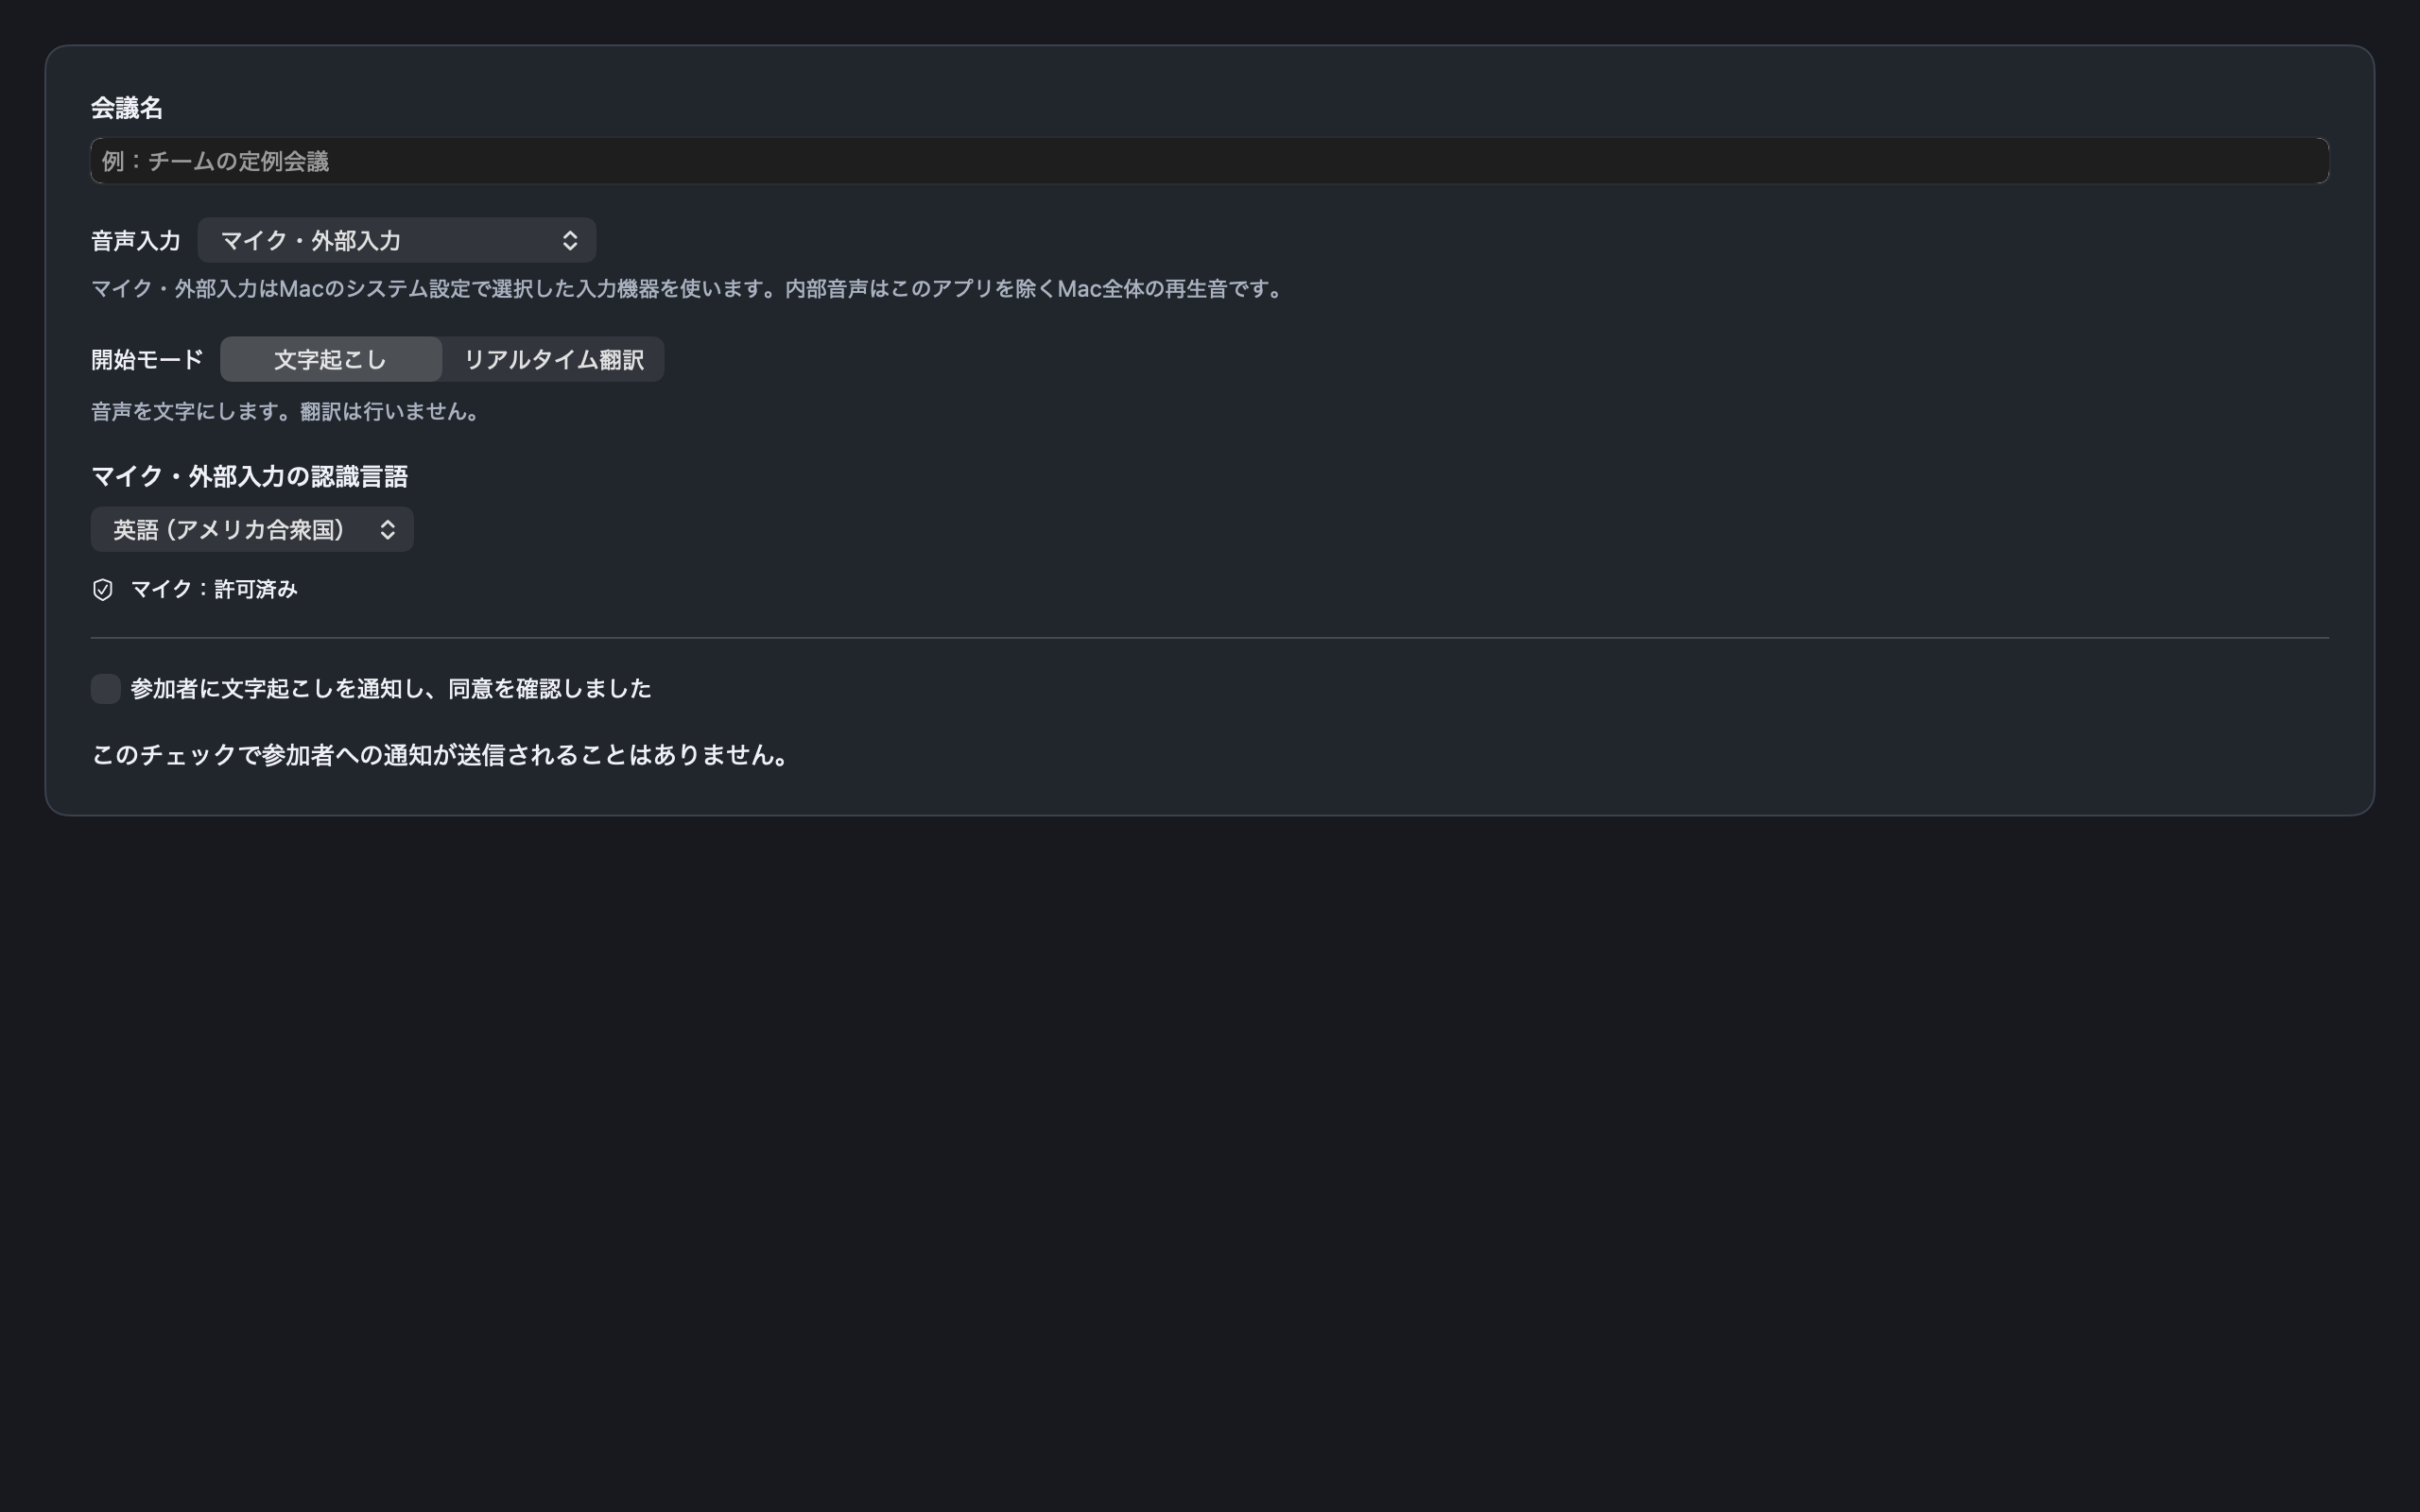 会議名
例：チームの定例会議
音声入力 マイク・外部入力
マイク・外部入力はMacのシステム設定で選択した入力機器を使います。内部音声はこのアプリを除くMac全体の再生音です。
開始モード 文字起こし リアルタイム翻訳
音声を文字にします。翻訳は行いません。
マイク・外部入力の認識言語
英語 (アメリカ合衆国)
マイク：許可済み
参加者に文字起こしを通知し、同意を確認しました
このチェックで参加者への通知が送信されることはありません。